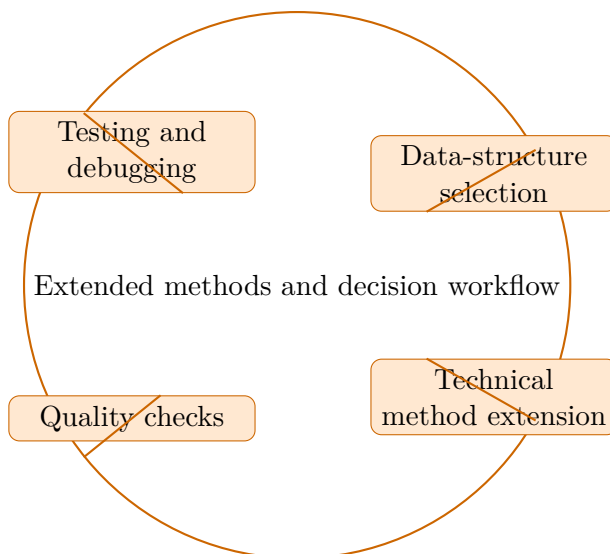 Testing and
debugging
Data-structure
selection
Extended methods and decision workflow
Technical
method extension
Quality checks